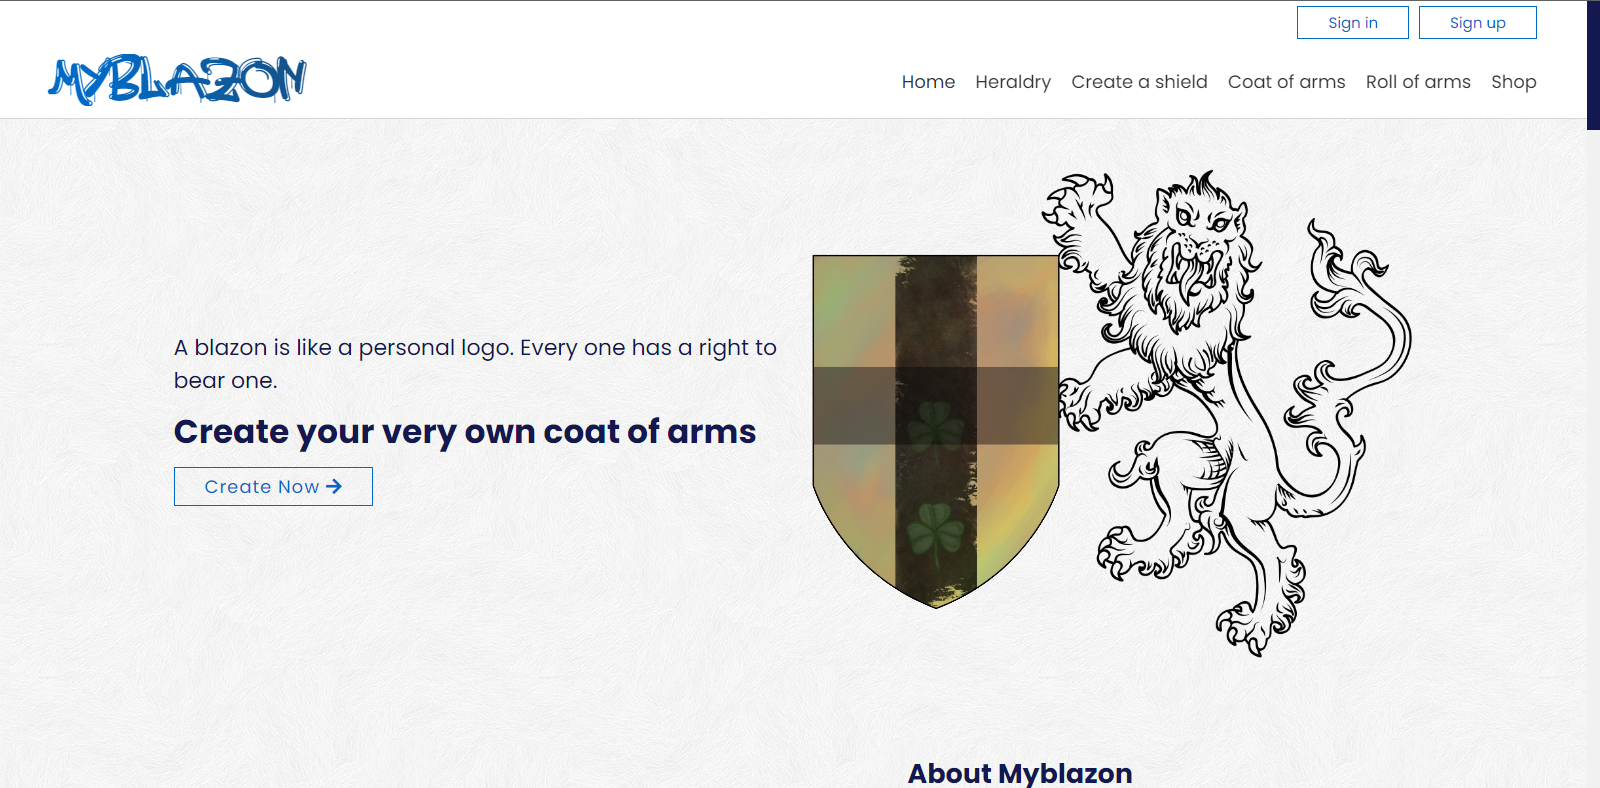 Sign in Sign up
MYBLAZON
Home Heraldry Create a shield Coat of arms Roll of arms Shop
A blazon is like a personal logo. Every one has a right to
bear one.
Create your very own coat of arms
Create Now
About Myblazon